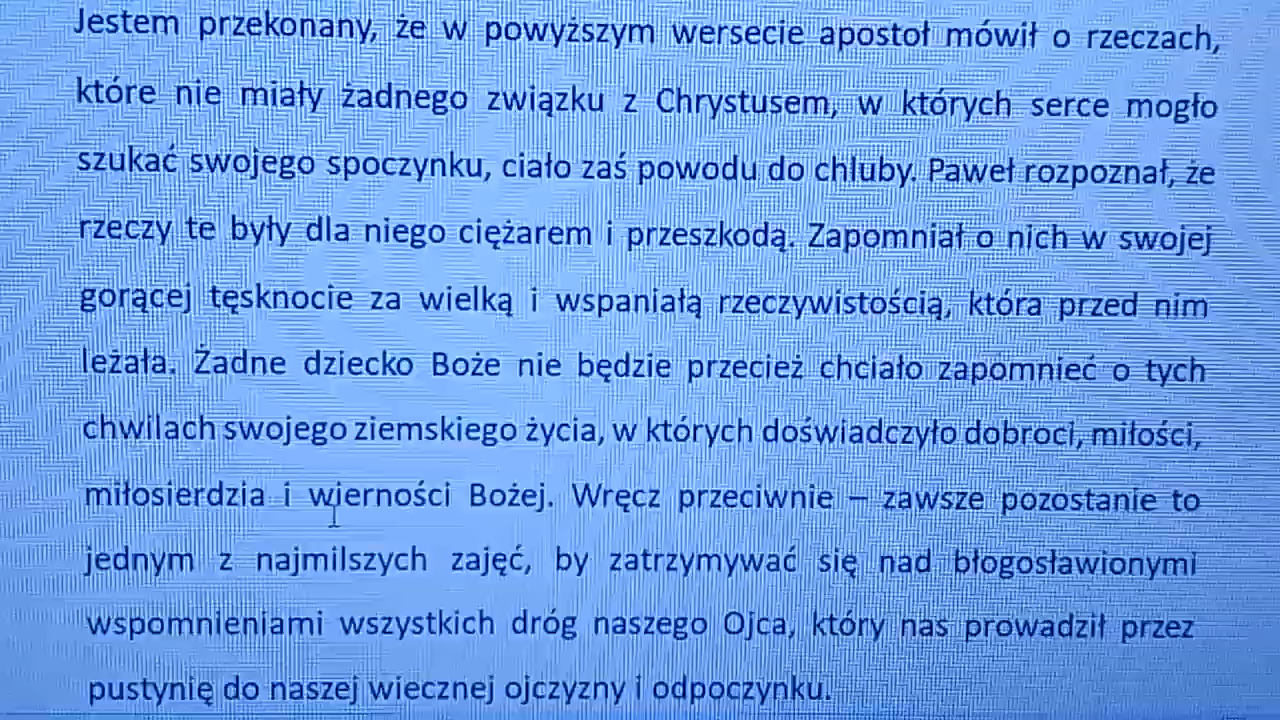 Jestem przekonany, że w powyższym wersecie apostoł mówił o rzeczach,
które nie miały żadnego związku z Chrystusem, w których serce mogło
szukać swojego spoczynku, ciało zaś powodu do chluby. Paweł rozpoznał, że
rzeczy te były dla niego ciężarem i przeszkodą. Zapomniał o nich w swojej
gorącej tęsknocie za wielką i wspaniałą rzeczywistością, która przed nim
leżała. Żadne dziecko Boże nie będzie przecież chciało zapomnieć o tych
chwilach swojego ziemskiego życia, w których doświadczyło dobroci, miłości,
miłosierdzia i wierności Bożej. Wręcz przeciwnie – zawsze pozostanie to
jednym z najmilszych zajęć, by zatrzymywać się nad błogosławionymi
wspomnieniami wszystkich dróg naszego Ojca, który nas prowadził przez
pustynię do naszej wiecznej ojczyzny i odpoczynku.